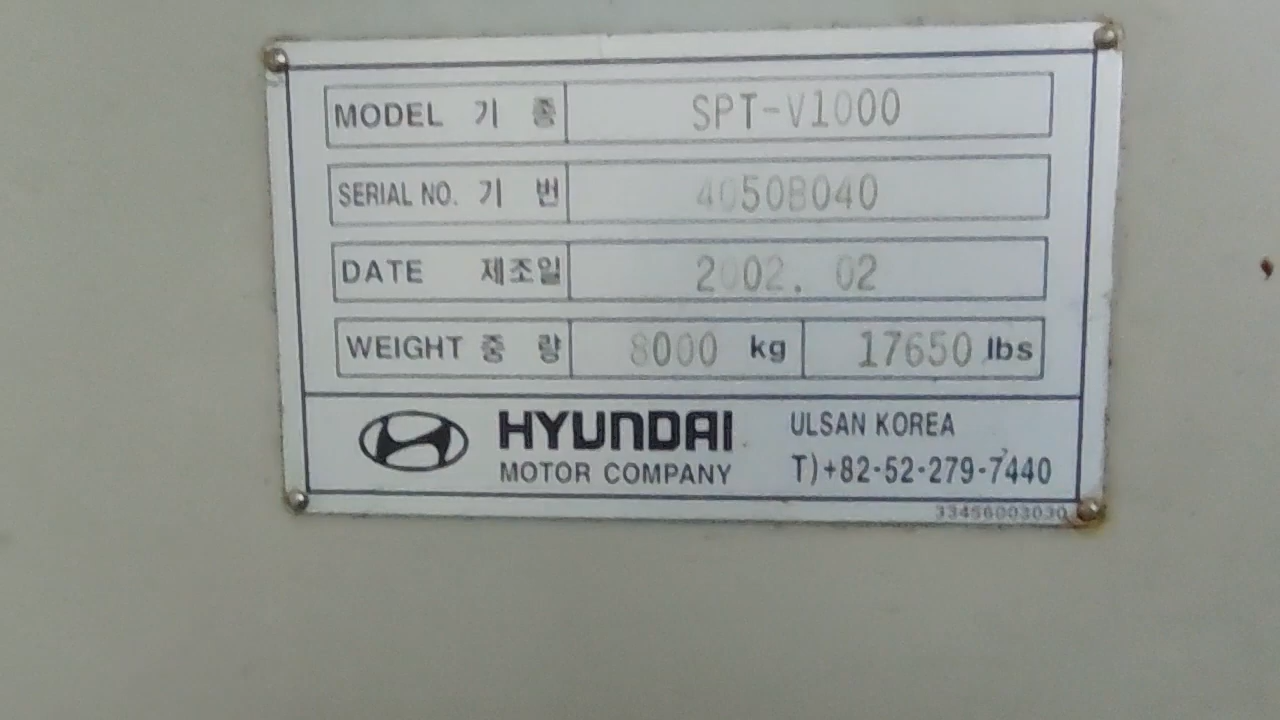 MODEL 기 종 SPT-V1000
SERIAL NO. 기 번 4050B040
DATE 제조일 2002. 02
WEIGHT 중 량 8000 kg 17650 lbs
HYUNDAI ULSAN KOREA
MOTOR COMPANY T)+82-52-279-7440
33456003030